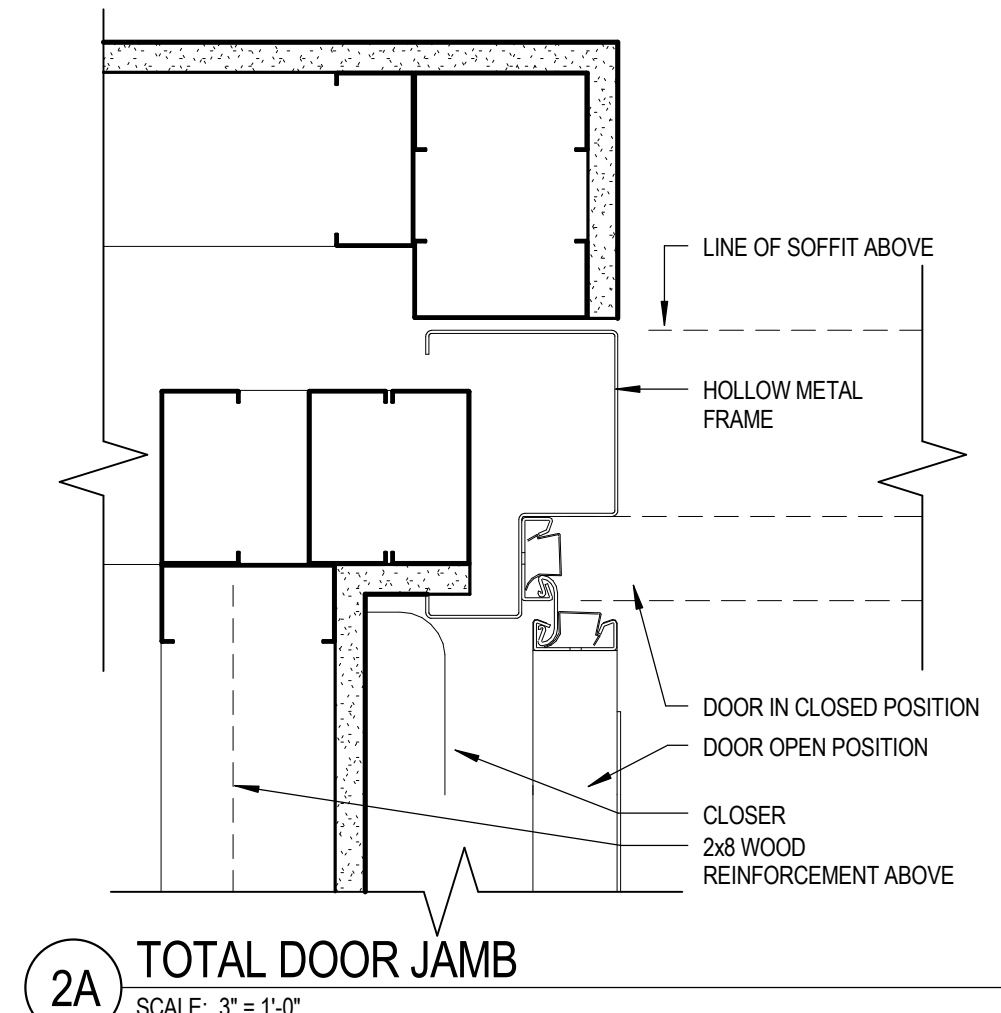 LINE OF SOFFIT ABOVE
HOLLOW METAL
FRAME
DOOR IN CLOSED POSITION
DOOR OPEN POSITION
CLOSER
2x8 WOOD
REINFORCEMENT ABOVE
2A
TOTAL DOOR JAMB
SCALE: 3" = 1'-0"